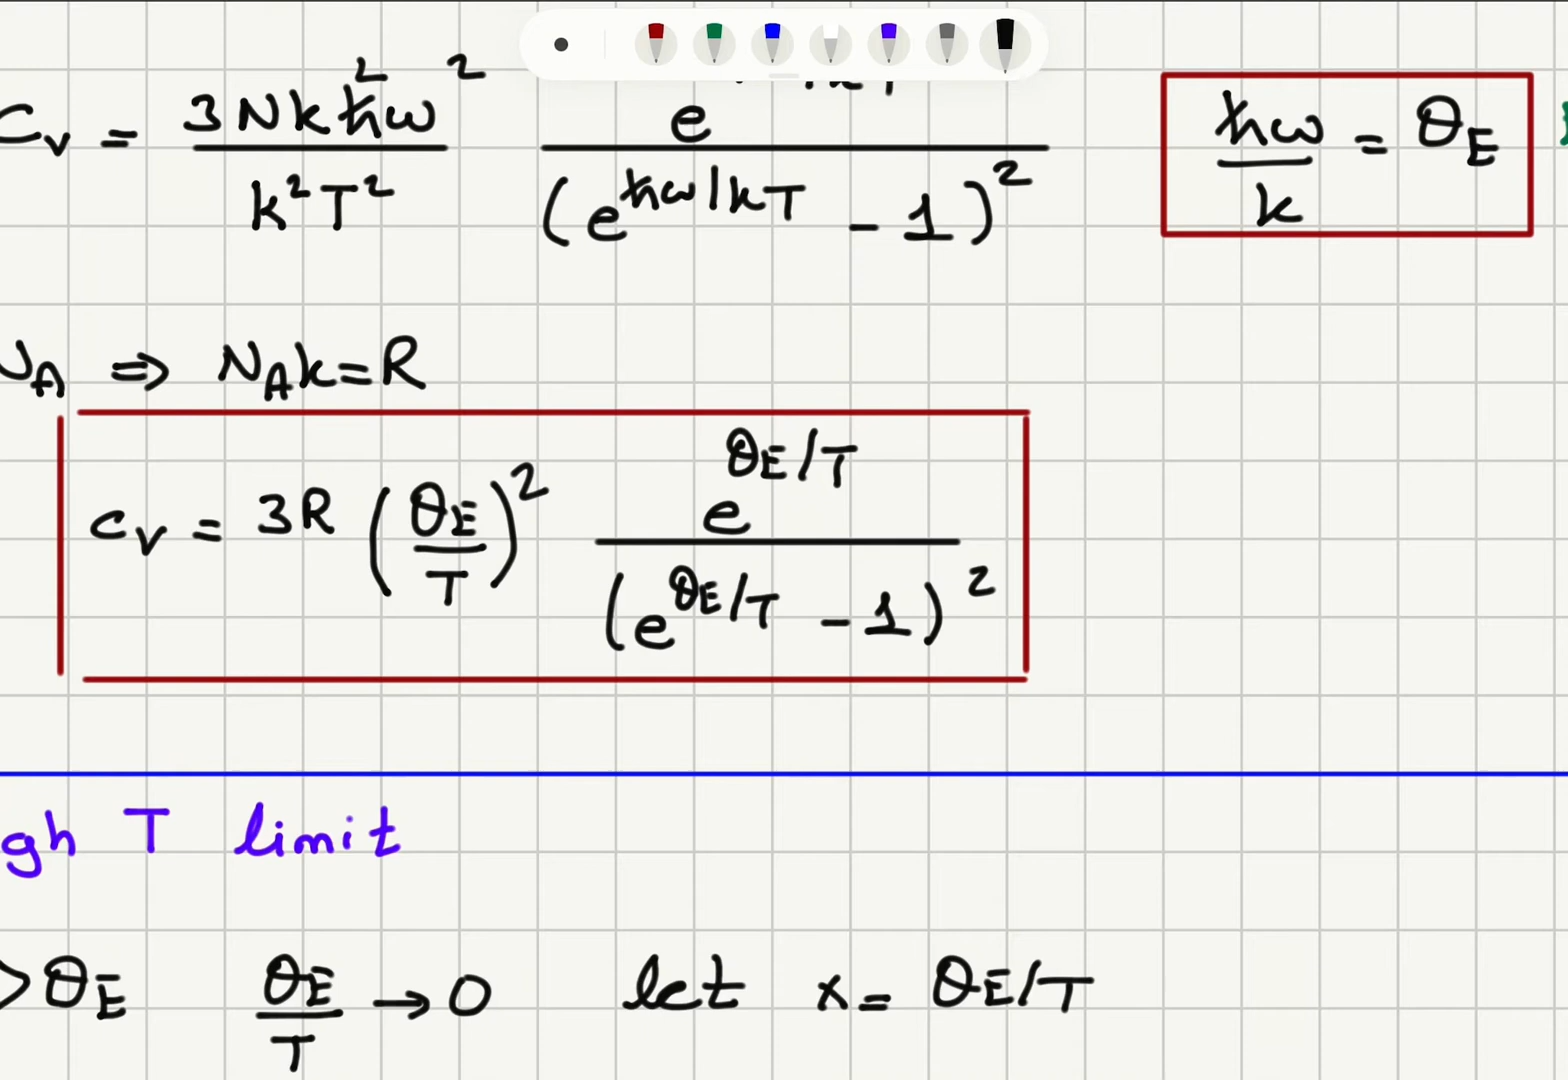 Cv = 3Nkħ²ω² / k²T² e / (e^ħω/kT - 1)²
ħω / k = θE
A ⇒ NAk=R
cv = 3R (θE / T)² e^θE/T / (e^θE/T - 1)²
gh T limit
>θE θE / T → 0 let x = θE/T